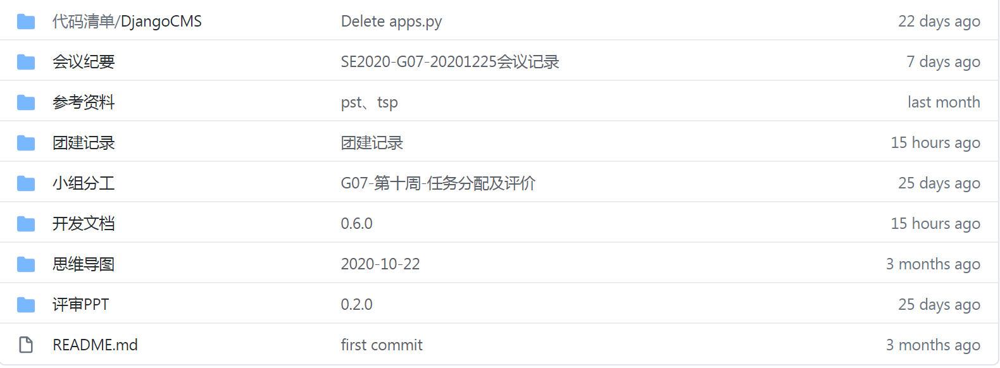 代码清单/DjangoCMS Delete apps.py 22 days ago
会议纪要 SE2020-G07-20201225会议记录 7 days ago
参考资料 pst、tsp last month
团建记录 团建记录 15 hours ago
小组分工 G07-第十周-任务分配及评价 25 days ago
开发文档 0.6.0 15 hours ago
思维导图 2020-10-22 3 months ago
评审PPT 0.2.0 25 days ago
README.md first commit 3 months ago